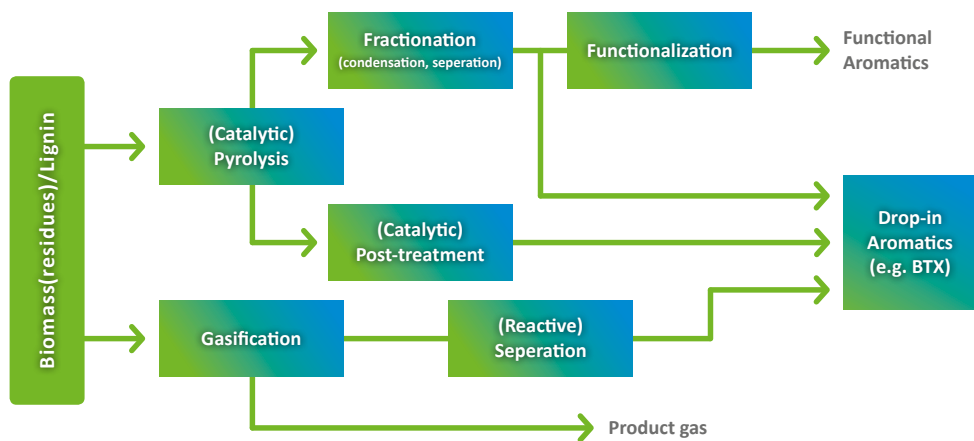 Biomass(residues)/Lignin
(Catalytic)
Pyrolysis
Fractionation
(condensation, seperation)
Functionalization
Functional
Aromatics
(Catalytic)
Post-treatment
Drop-in
Aromatics
(e.g. BTX)
Gasification
(Reactive)
Seperation
Product gas